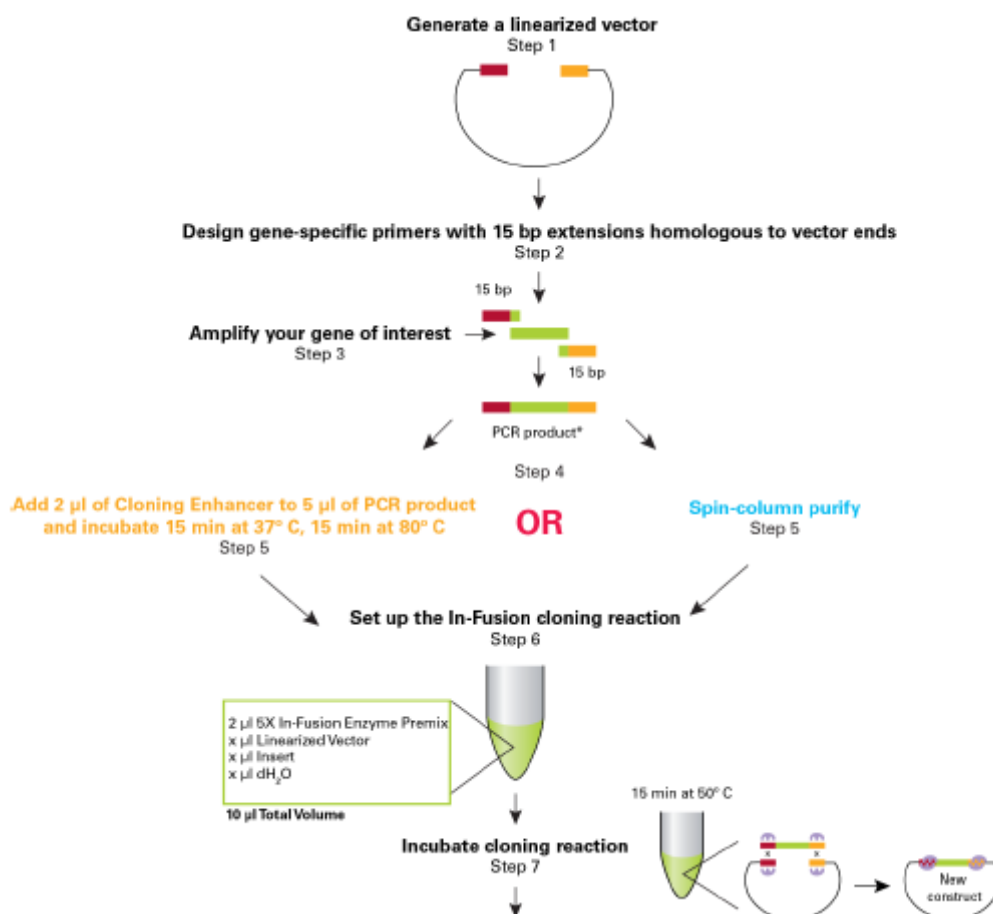 Generate a linearized vector
Step 1
Design gene-specific primers with 15 bp extensions homologous to vector ends
Step 2
15 bp
Amplify your gene of interest
Step 3
15 bp
PCR product*
Step 4
.Add 2 µl of Cloning Enhancer to 5 µl of PCR product
and incubate 15 min at 37º C, 15 min at 80º C
Step 5
OR
Spin-column purify
Step 5
Set up the In-Fusion cloning reaction
Step 6
2 µl 5X In-Fusion Enzyme Premix
x µl Linearized Vector
x µl Insert
x µl dH₂O
10 µl Total Volume
15 min at 50º C
Incubate cloning reaction
Step 7
x x
New
construct